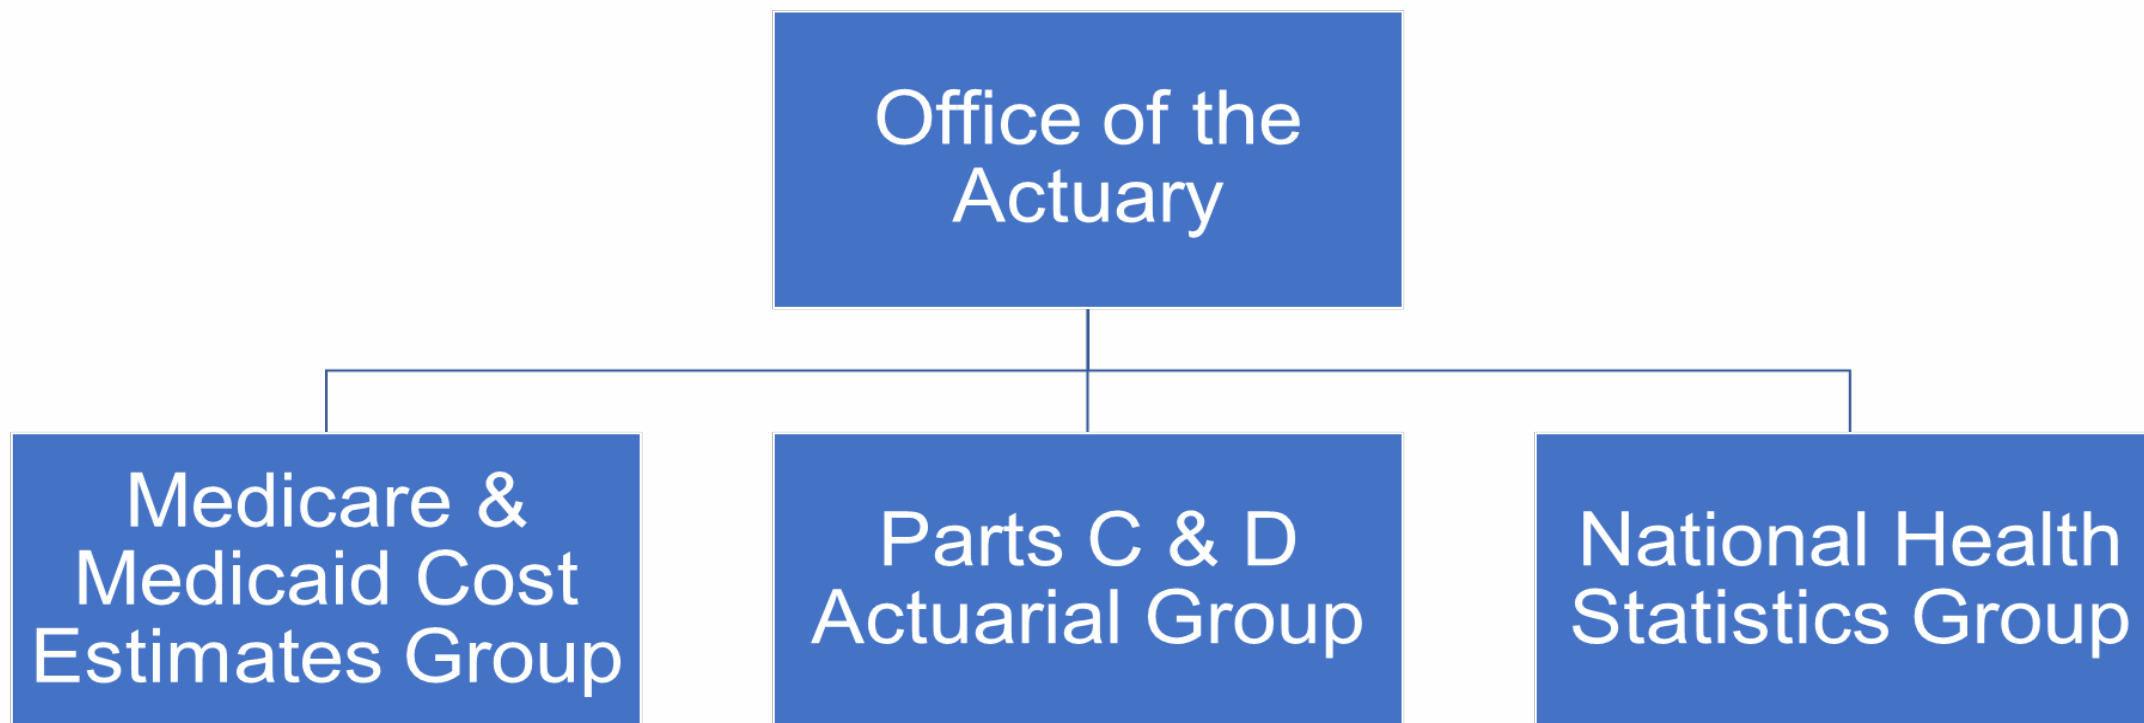 Office of the
Actuary
Medicare &
Medicaid Cost
Estimates Group
Parts C & D
Actuarial Group
National Health
Statistics Group